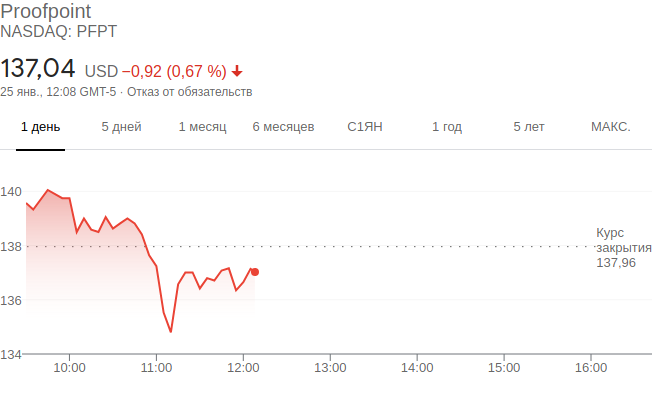 Proofpoint
NASDAQ: PFPT
137,04 USD −0,92 (0,67 %)
25 янв., 12:08 GMT-5 · Отказ от обязательств
1 день 5 дней 1 месяц 6 месяцев С1ЯН 1 год 5 лет МАКС.
140
138
136
134
Курс
закрытия
137,96
10:00 11:00 12:00 13:00 14:00 15:00 16:00